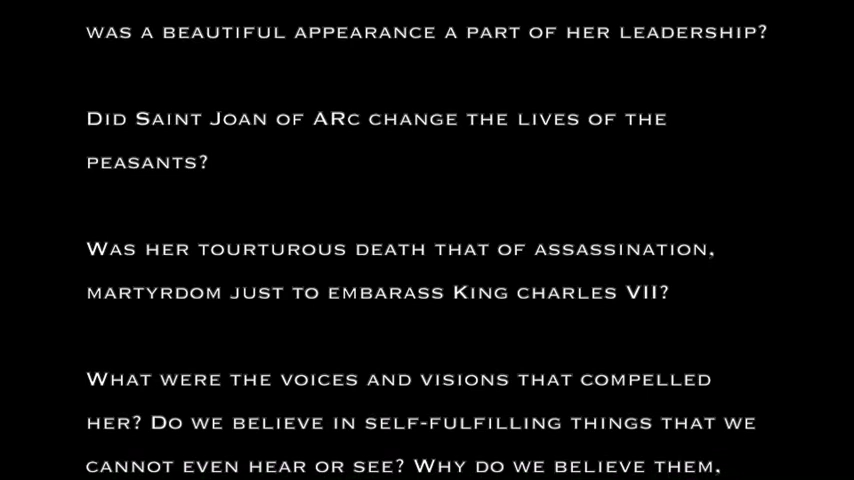 was a beautiful appearance a part of her leadership?
Did Saint Joan of ARc change the lives of the
peasants?
Was her tourturous death that of assassination,
martyrdom just to embarass King charles VII?
What were the voices and visions that compelled
her? Do we believe in self-fulfilling things that we
cannot even hear or see? Why do we believe them,